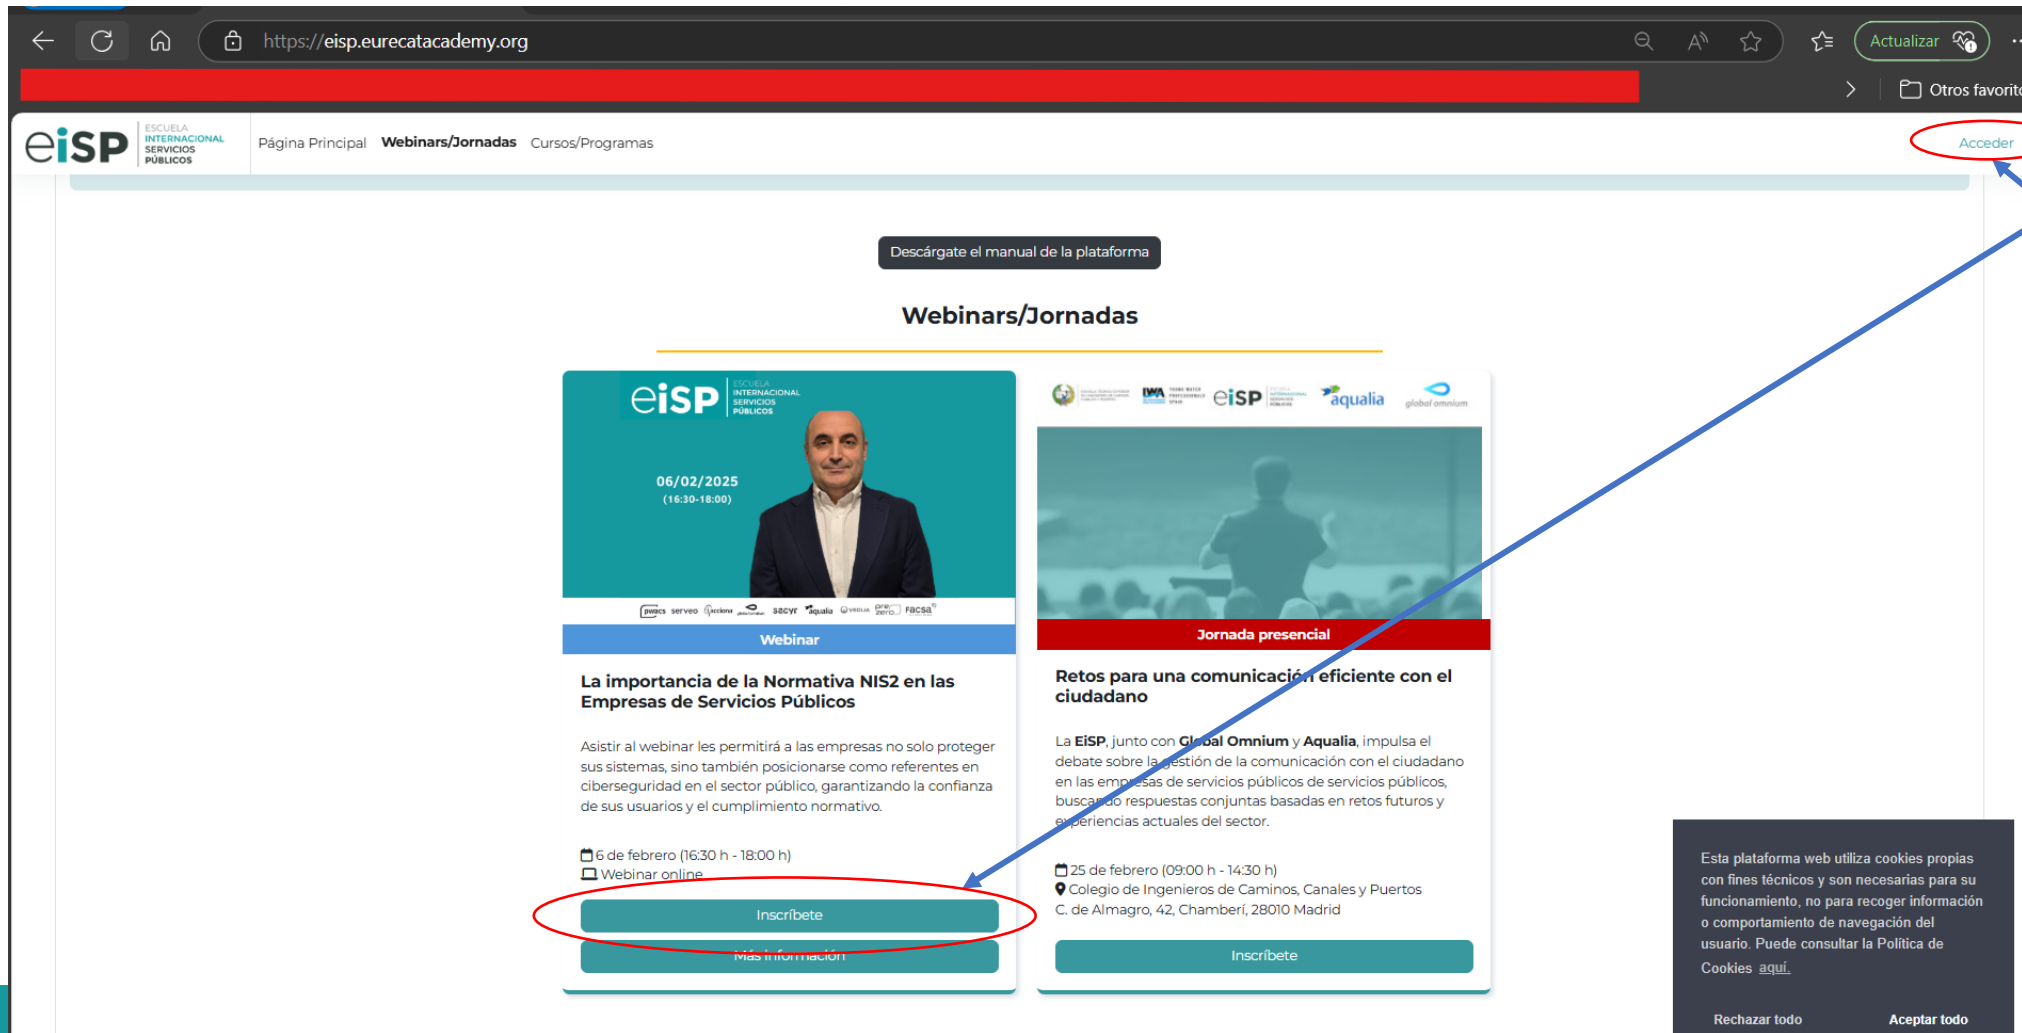 https://eisp.eurecatacademy.org
Actualizar
Otros favorito
eiSP ESCUELA INTERNACIONAL SERVICIOS PÚBLICOS
Página Principal Webinars/Jornadas Cursos/Programas
Acceder
Descárgate el manual de la plataforma
Webinars/Jornadas
eiSP
ESCUELA
INTERNACIONAL
SERVICIOS
PÚBLICOS
06/02/2025
(16:30-18:00)
pwacs serveo acciona sacyr aqualia VEOLIA pre zero FACSA
Webinar
La importancia de la Normativa NIS2 en las
Empresas de Servicios Públicos
Asistir al webinar les permitirá a las empresas no solo proteger
sus sistemas, sino también posicionarse como referentes en
ciberseguridad en el sector público, garantizando la confianza
de sus usuarios y el cumplimiento normativo.
6 de febrero (16:30 h - 18:00 h)
Webinar online
Inscríbete
Más información
IWA eiSP aqualia global omnium
Jornada presencial
Retos para una comunicación eficiente con el
ciudadano
La EiSP, junto con Global Omnium y Aqualia, impulsa el
debate sobre la gestión de la comunicación con el ciudadano
en las empresas de servicios públicos de servicios públicos,
buscando respuestas conjuntas basadas en retos futuros y
experiencias actuales del sector.
25 de febrero (09:00 h - 14:30 h)
Colegio de Ingenieros de Caminos, Canales y Puertos
C. de Almagro, 42, Chamberí, 28010 Madrid
Inscríbete
Esta plataforma web utiliza cookies propias
con fines técnicos y son necesarias para su
funcionamiento, no para recoger información
o comportamiento de navegación del
usuario. Puede consultar la Política de
Cookies aquí.
Rechazar todo Aceptar todo